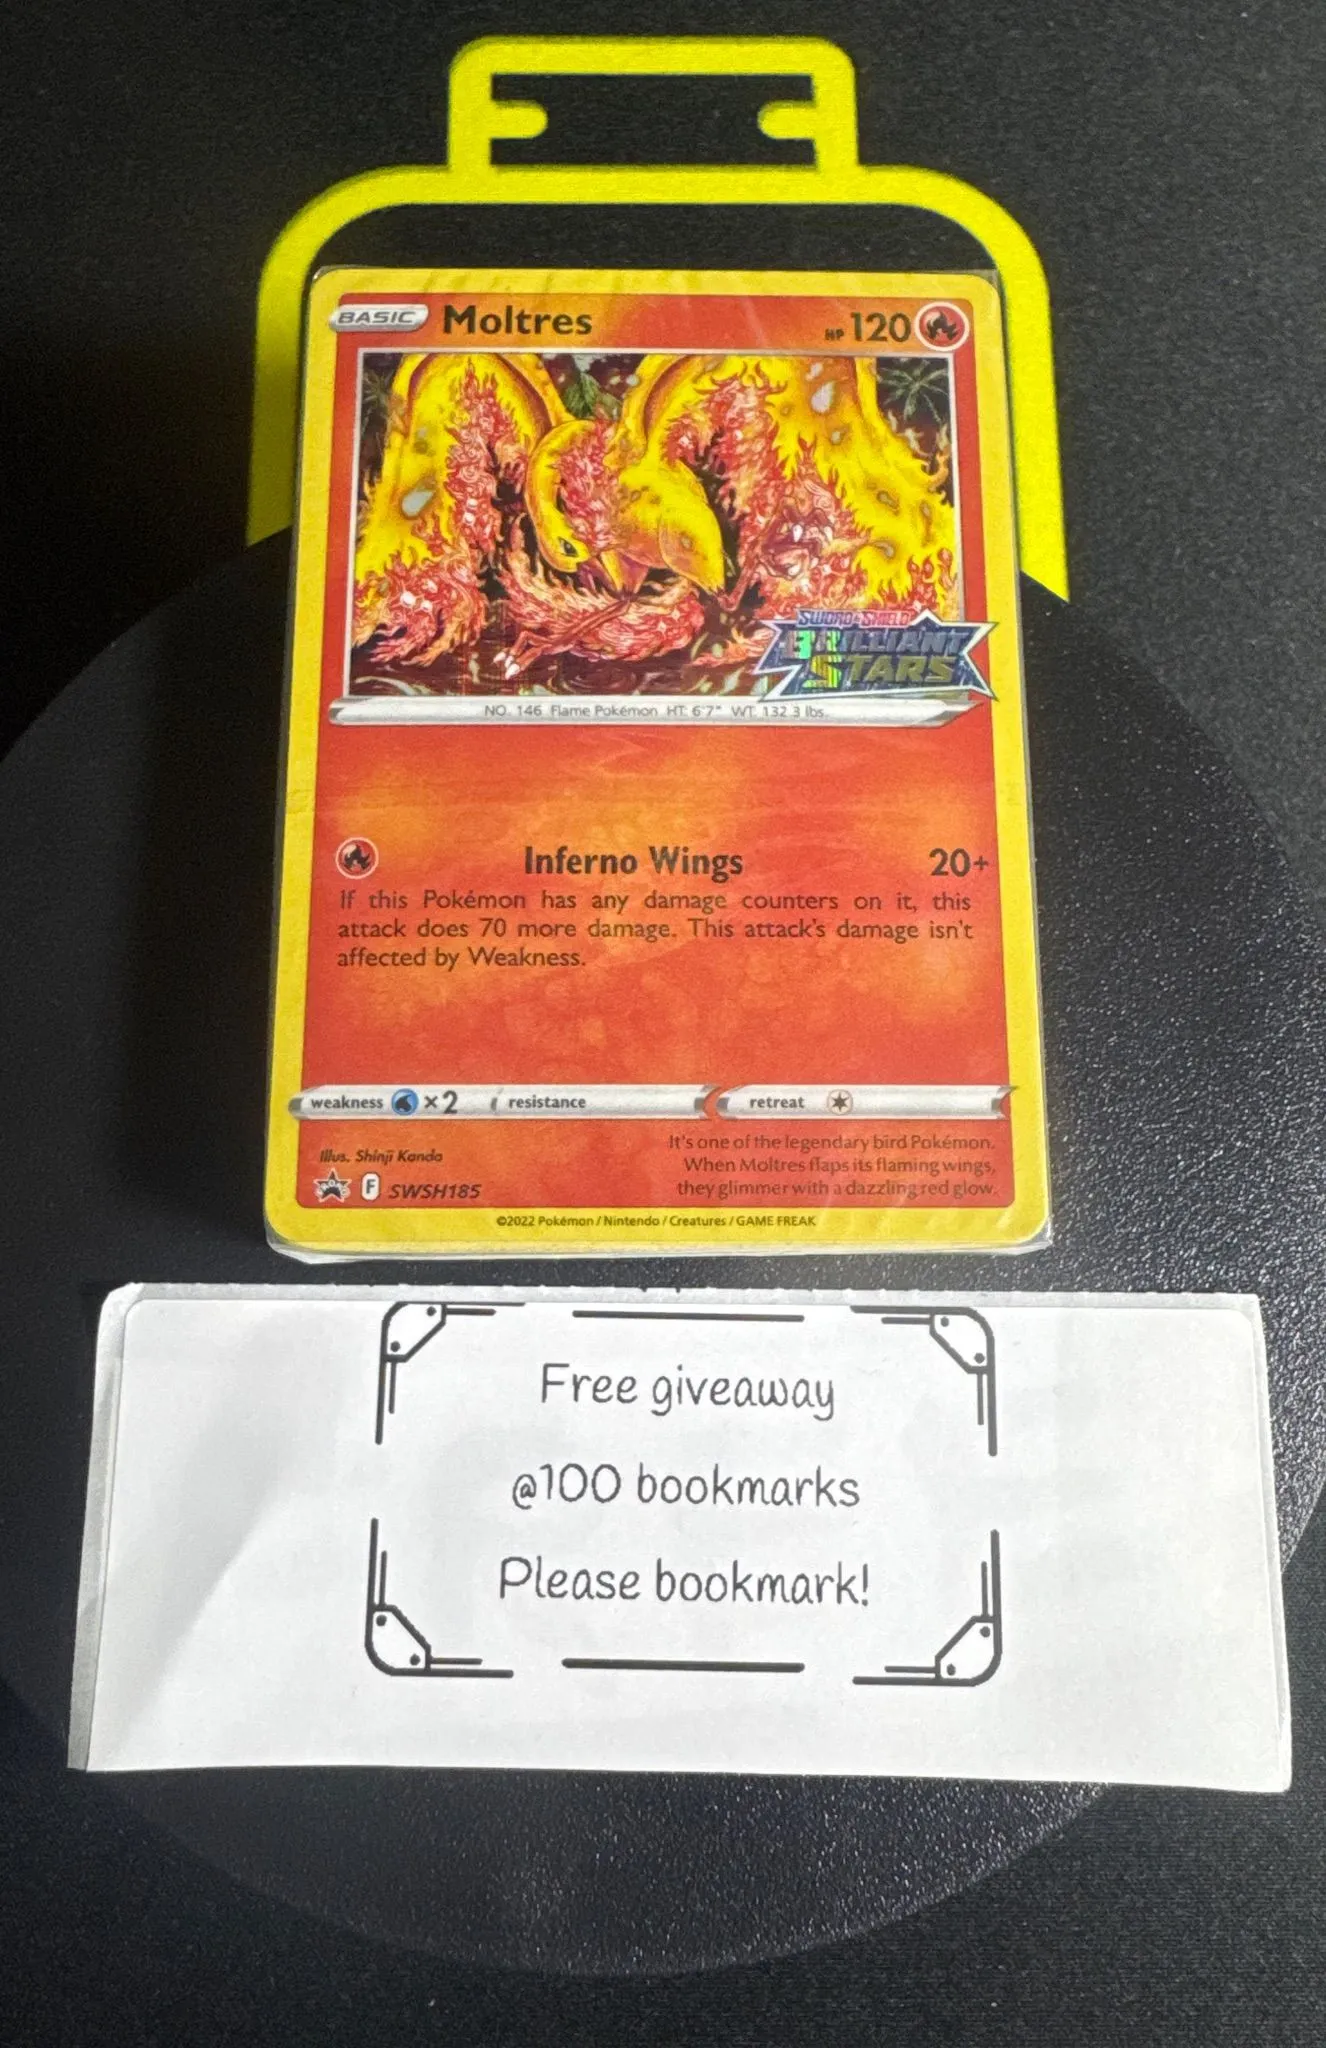 BASIC Moltres HP 120
SWORD & SHIELD
BRILLIANT
STARS
NO. 146 Flame Pokémon HT: 6'7" WT: 132.3 lbs.
Inferno Wings 20+
If this Pokémon has any damage counters on it, this
attack does 70 more damage. This attack's damage isn't
affected by Weakness.
weakness ×2 resistance retreat
It's one of the legendary bird Pokémon.
When Moltres flaps its flaming wings,
they glimmer with a dazzling red glow.
Illus. Shinji Kanda
F SWSH185
©2022 Pokémon / Nintendo / Creatures / GAME FREAK
Free giveaway
@100 bookmarks
Please bookmark!